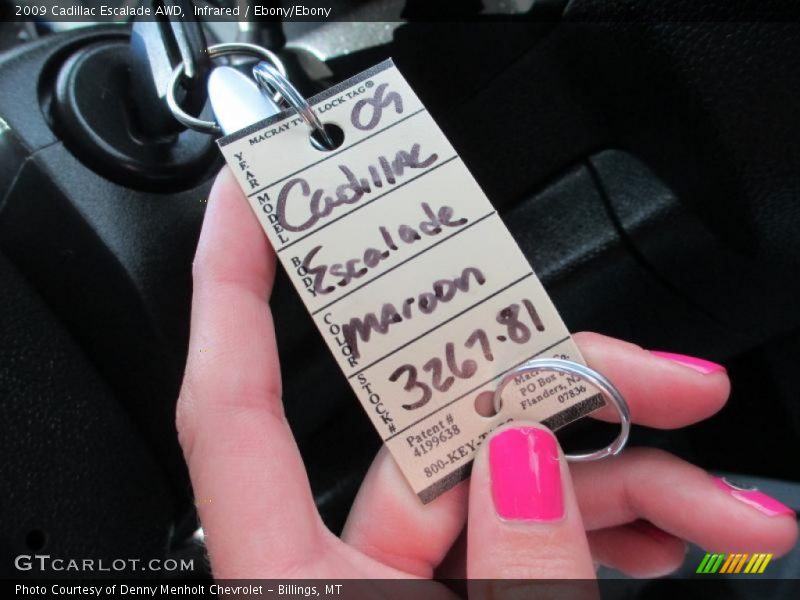 2009 Cadillac Escalade AWD, Infrared / Ebony/Ebony
MACRAY LOCK TAG®
YEAR 09
MODEL Cadillac
BODY Escalade
COLOR MAROON
STOCK# 3267.81
Patent #
4199638
800-KEY-
PO Box
Flanders, NJ
07836
GTCARLOT.COM
Photo Courtesy of Denny Menholt Chevrolet – Billings, MT